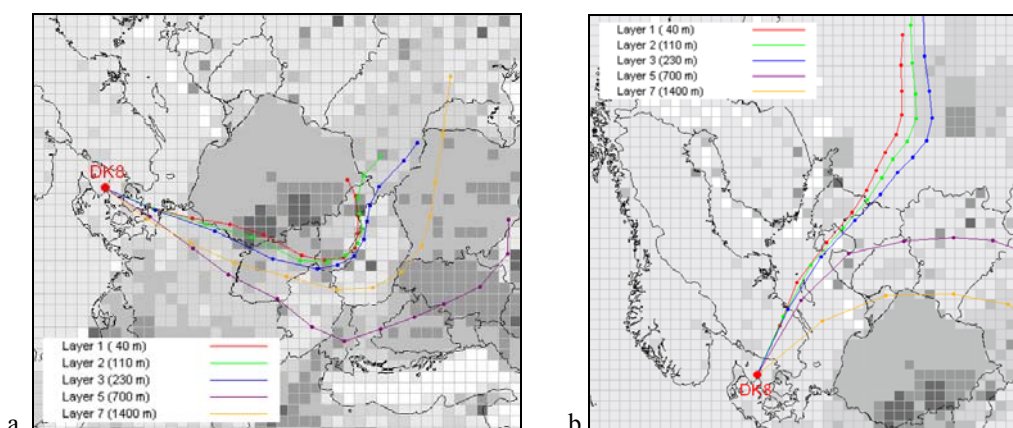 DK8
Layer 1 ( 40 m)
Layer 2 (110 m)
Layer 3 (230 m)
Layer 5 (700 m)
Layer 7 (1400 m)
a
Layer 1 ( 40 m)
Layer 2 (110 m)
Layer 3 (230 m)
Layer 5 (700 m)
Layer 7 (1400 m)
DK8
b